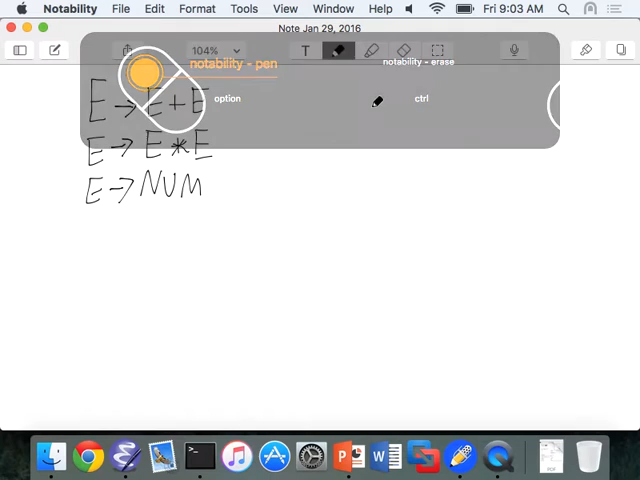 Notability File Edit Format Tools View Window Help Fri 9:03 AM
Note Jan 29, 2016
104% T
notability - pen notability - erase
option ctrl
E → E + E
E → E * E
E → NUM